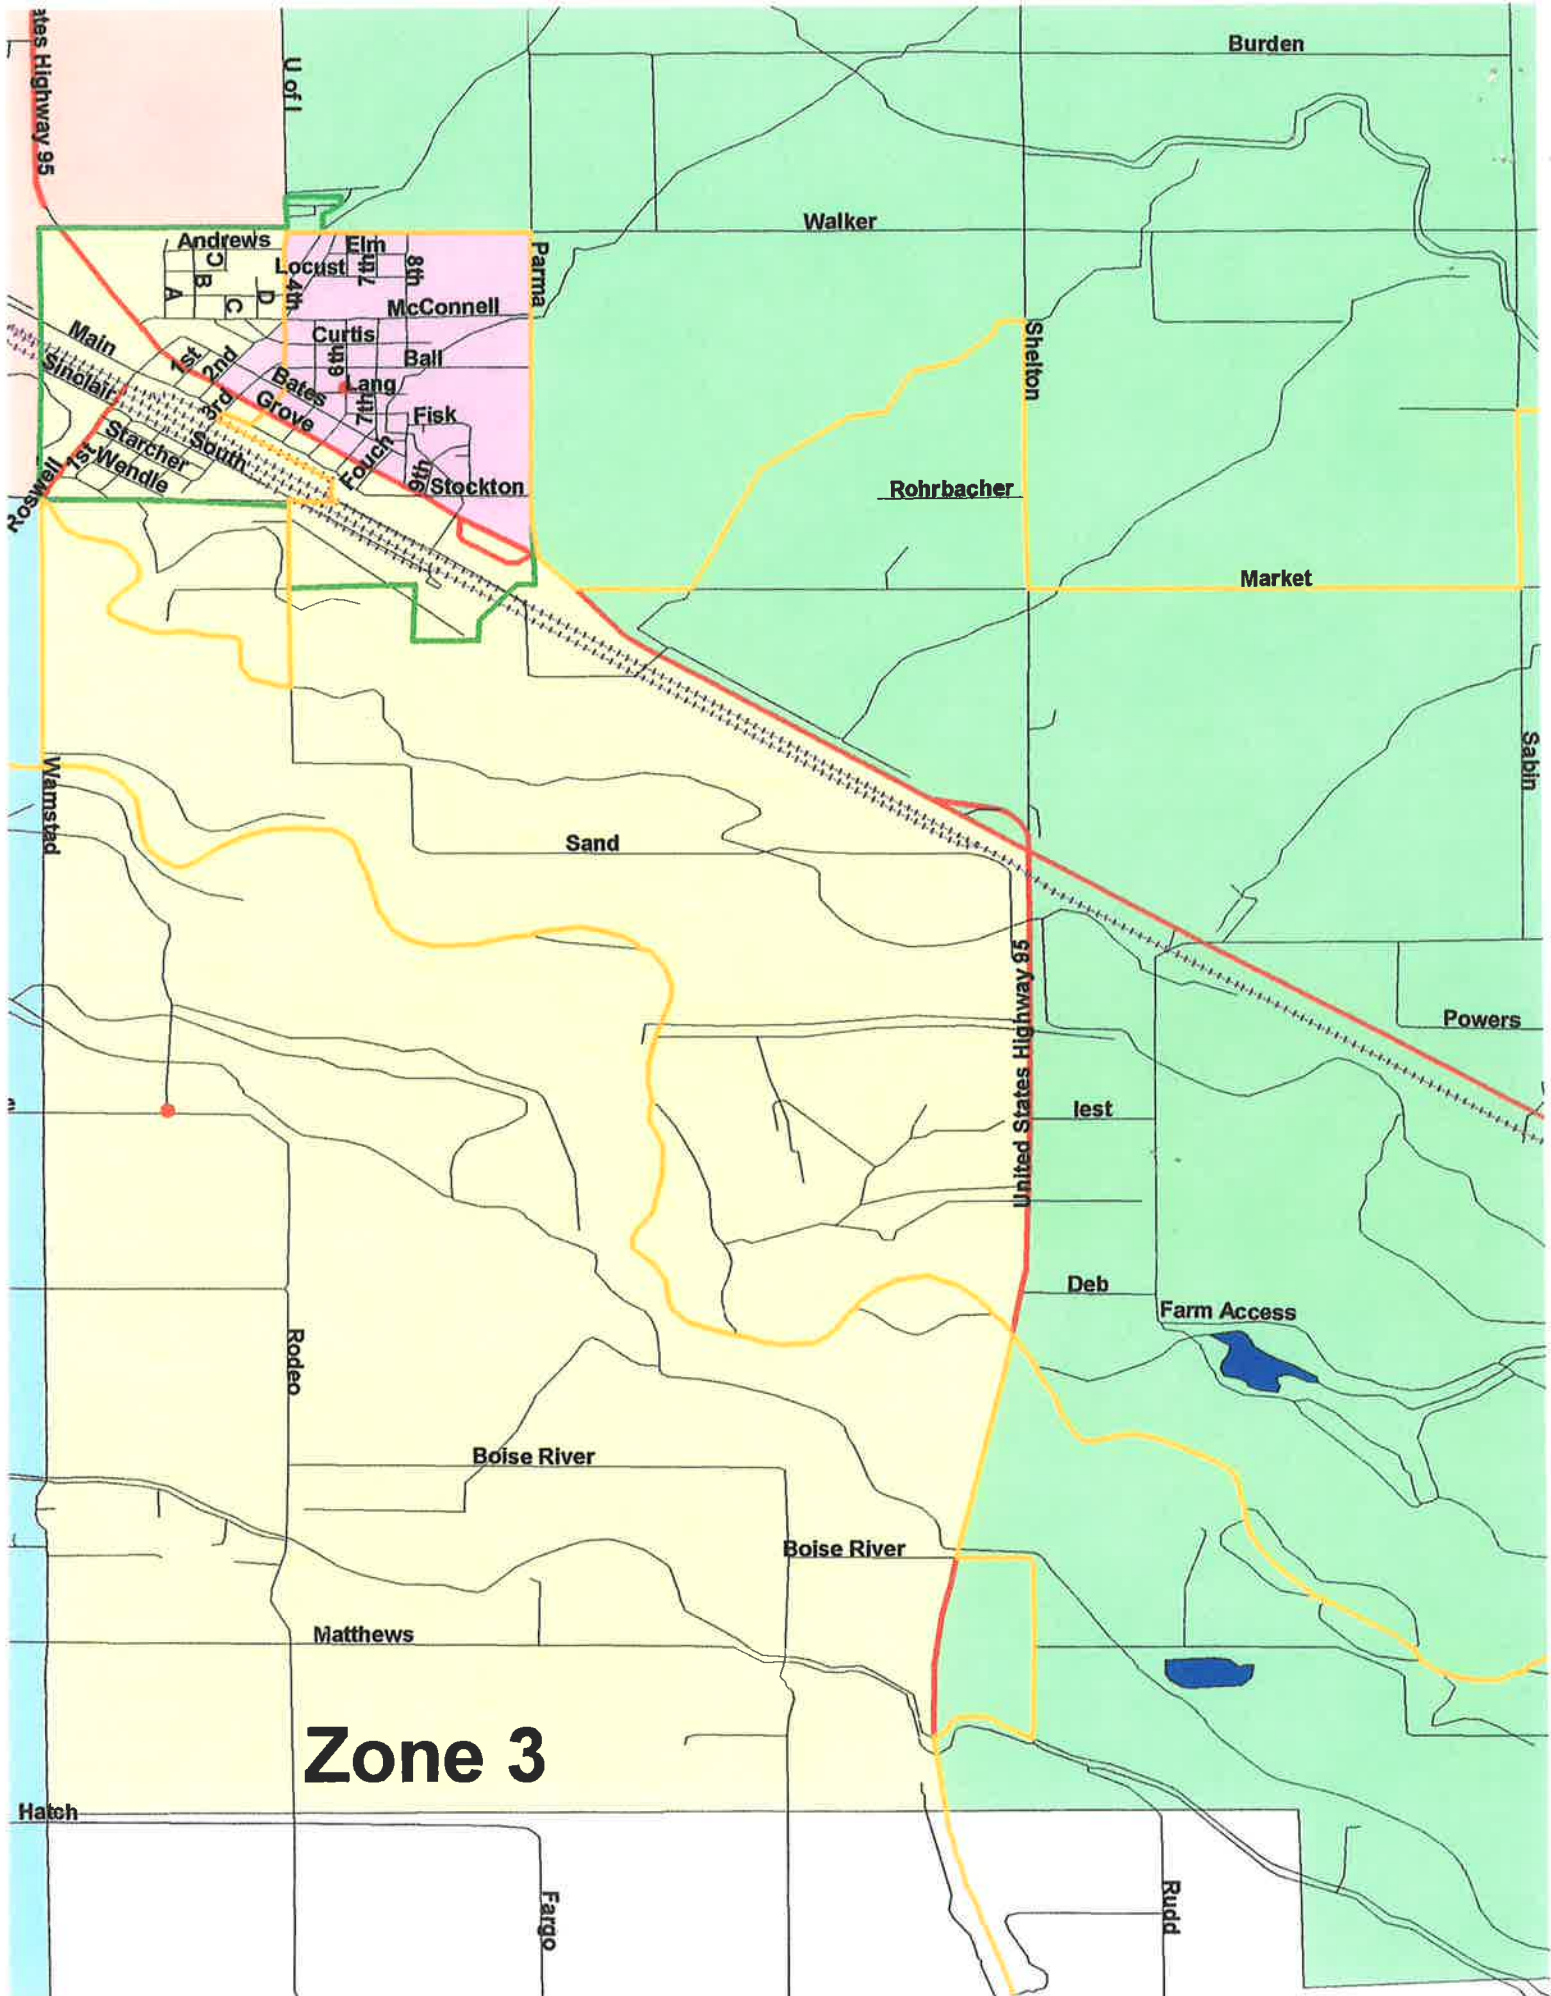 ates Highway 95
U of I
Burden
Walker
Andrews
Elm
Parma
C
Locust
7th
8th
B
A
C
D
4th
McConnell
Main
Curtis
Shelton
1st
2nd
6th
Ball
Sinclair
Bates
Lang
3rd
Grove
7th
Fisk
Starcher
South
Fouch
1st
Wendle
9th
Stockton
Roswell
Rohrbacher
Market
Sabin
Wamstad
Sand
United States Highway 95
Powers
Iest
Deb
Farm Access
Rodeo
Boise River
Boise River
Matthews
Zone 3
Hatch
Fargo
Rudd